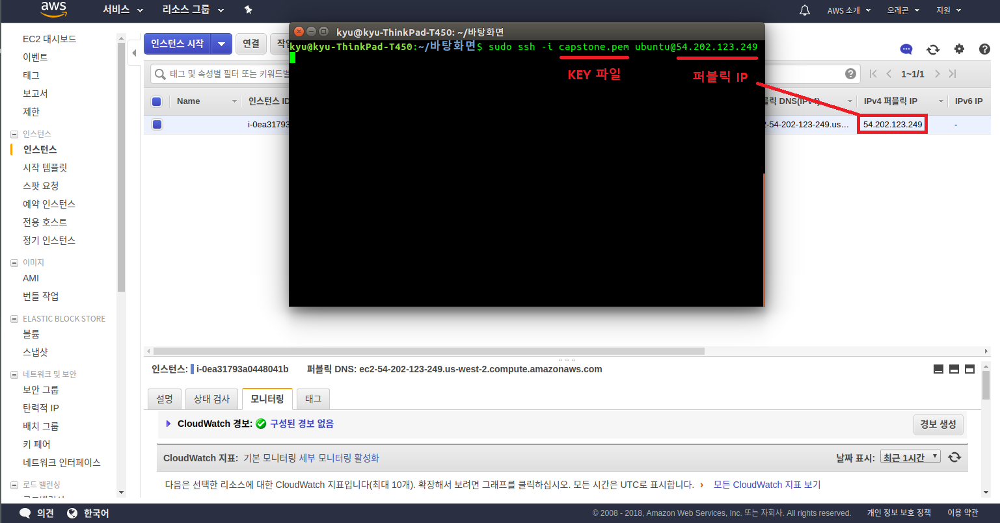 aws 서비스 리소스 그룹 AWS 소개 오레곤 지원
EC2 대시보드
이벤트
태그
보고서
제한
인스턴스
인스턴스
시작 템플릿
스팟 요청
예약 인스턴스
전용 호스트
정기 인스턴스
이미지
AMI
번들 작업
ELASTIC BLOCK STORE
볼륨
스냅샷
네트워크 및 보안
보안 그룹
탄력적 IP
배치 그룹
키 페어
네트워크 인터페이스
로드 밸런싱
인스턴스 시작 연결
태그 및 속성별 필터 또는 키워드별
1~1/1
Name 인스턴스 ID DNS(IPv4) IPv4 퍼블릭 IP IPv6 IP
i-0ea31793 2-54-202-123-249.us... 54.202.123.249 -
kyu@kyu-ThinkPad-T450: ~/바탕화면
kyu@kyu-ThinkPad-T450:~/바탕화면$ sudo ssh -i capstone.pem ubuntu@54.202.123.249
KEY 파일 퍼블릭 IP
인스턴스: i-0ea31793a0448041b 퍼블릭 DNS: ec2-54-202-123-249.us-west-2.compute.amazonaws.com
설명 상태 검사 모니터링 태그
CloudWatch 경보: 구성된 경보 없음 경보 생성
CloudWatch 지표: 기본 모니터링 세부 모니터링 활성화 날짜 표시: 최근 1시간
다음은 선택한 리소스에 대한 CloudWatch 지표입니다(최대 10개). 확장해서 보려면 그래프를 클릭하십시오. 모든 시간은 UTC로 표시합니다. › 모든 CloudWatch 지표 보기
의견 한국어 © 2008 - 2018, Amazon Web Services, Inc. 또는 자회사. All rights reserved. 개인 정보 보호 정책 이용 약관